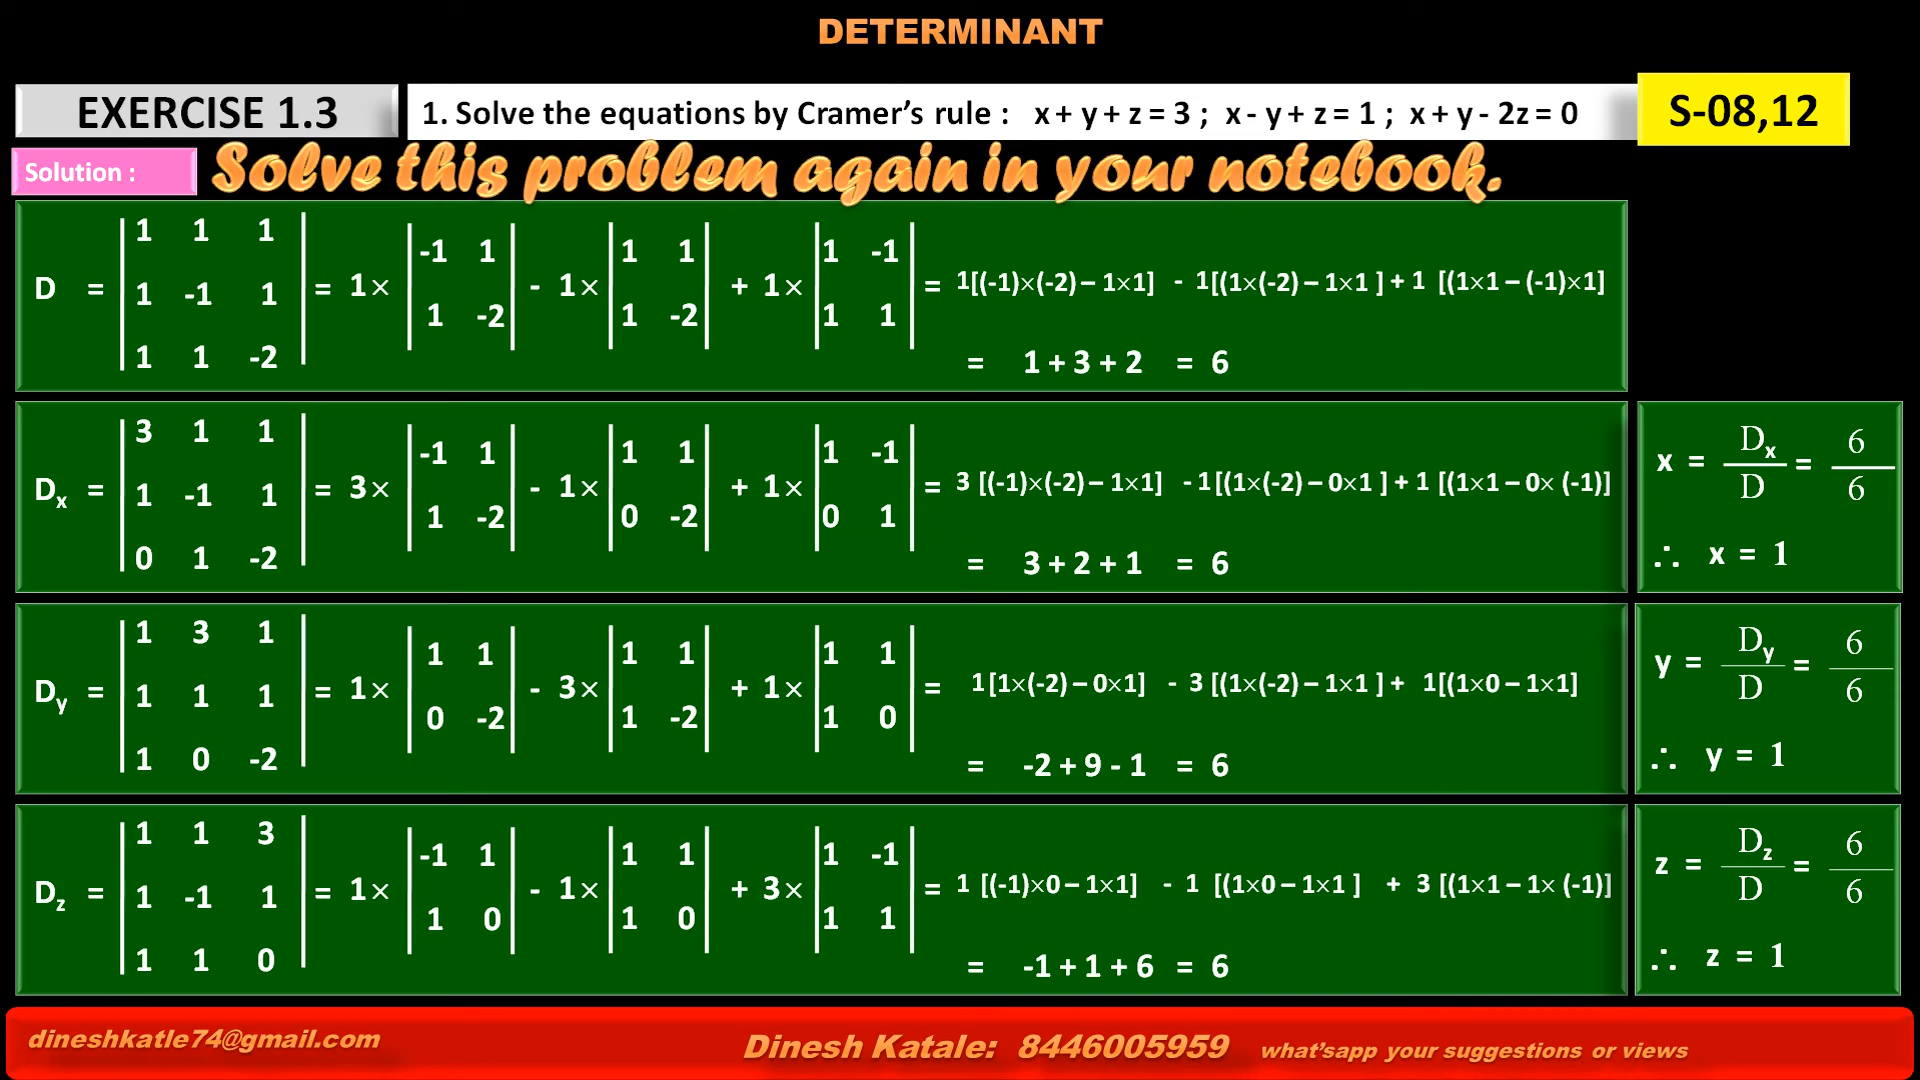 DETERMINANT
EXERCISE 1.3
1. Solve the equations by Cramer's rule : x + y + z = 3 ; x - y + z = 1 ; x + y - 2z = 0
S-08,12
Solution :
Solve this problem again in your notebook.
1 1 1
-1 1 1 1 1 -1
D = 1 -1 1 = 1× - 1× + 1× = 1[(-1)×(-2) – 1×1] - 1[(1×(-2) – 1×1 ] + 1 [(1×1 – (-1)×1]
1 -2 1 -2 1 1
1 1 -2 = 1 + 3 + 2 = 6
3 1 1
-1 1 1 1 1 -1
Dx = 1 -1 1 = 3× - 1× + 1× = 3 [(-1)×(-2) – 1×1] - 1 [(1×(-2) – 0×1 ] + 1 [(1×1 – 0× (-1)]
1 -2 0 -2 0 1
0 1 -2 = 3 + 2 + 1 = 6
x = Dx/D = 6/6
∴ x = 1
1 3 1
1 1 1 1 1 1
Dy = 1 1 1 = 1× - 3× + 1× = 1 [1×(-2) – 0×1] - 3 [(1×(-2) – 1×1 ] + 1[(1×0 – 1×1]
0 -2 1 -2 1 0
1 0 -2 = -2 + 9 - 1 = 6
y = Dy/D = 6/6
∴ y = 1
1 1 3
-1 1 1 1 1 -1
Dz = 1 -1 1 = 1× - 1× + 3× = 1 [(-1)×0 – 1×1] - 1 [(1×0 – 1×1 ] + 3 [(1×1 – 1× (-1)]
1 0 1 0 1 1
1 1 0 = -1 + 1 + 6 = 6
z = Dz/D = 6/6
∴ z = 1
dineshkatle74@gmail.com
Dinesh Katale: 8446005959 what'sapp your suggestions or views